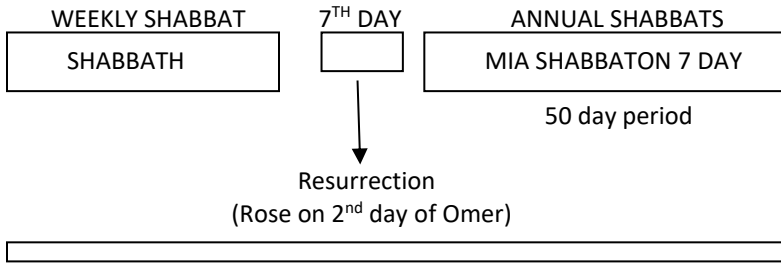 WEEKLY SHABBAT 7TH DAY ANNUAL SHABBATS
SHABBATH MIA SHABBATON 7 DAY
50 day period
Resurrection
(Rose on 2nd day of Omer)